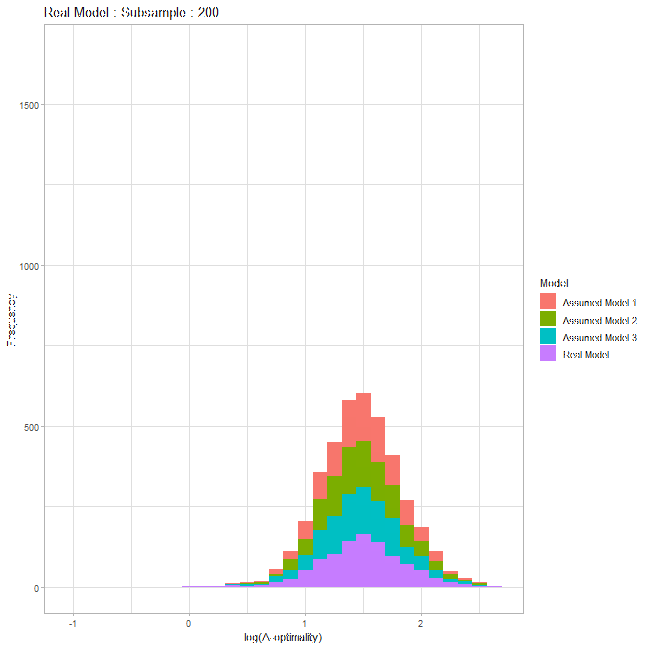 Real Model : Subsample : 200
1500
1000
500
0
Frequency
-1
0
1
2
log(A-optimality)
Model
Assumed Model 1
Assumed Model 2
Assumed Model 3
Real Model